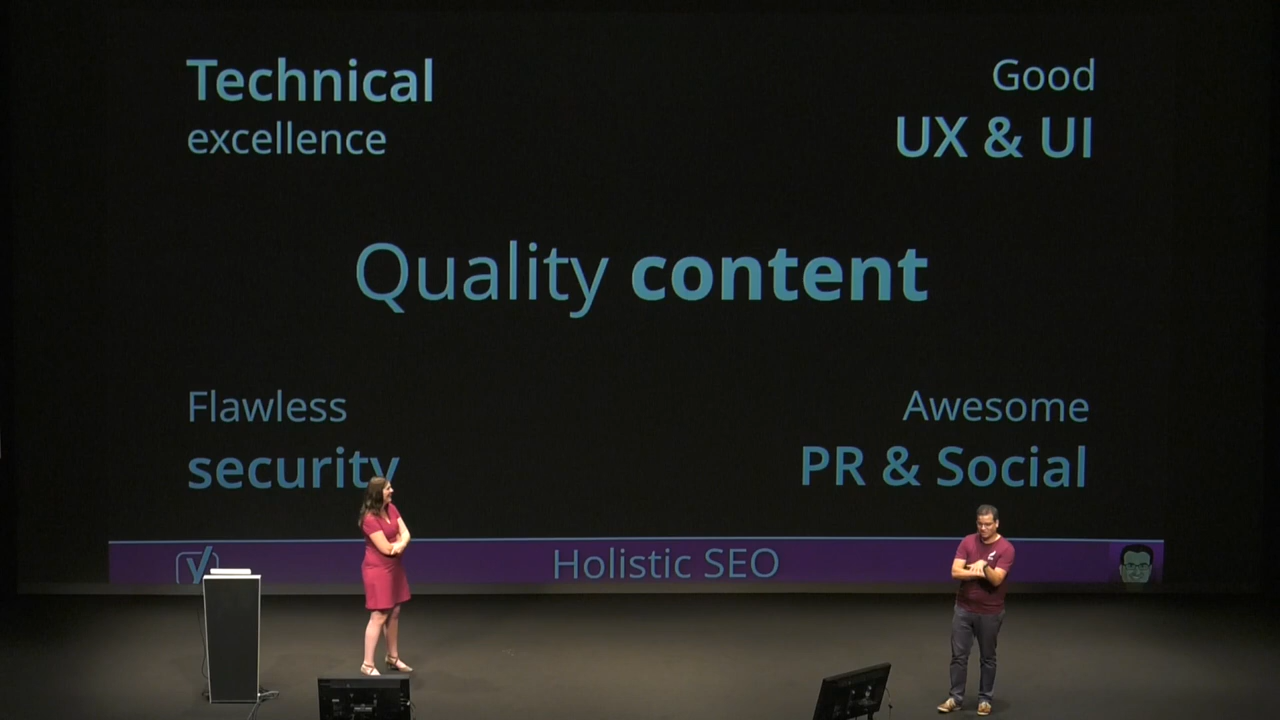 Technical
excellence
Good
UX & UI
Quality content
Flawless
security
Awesome
PR & Social
Holistic SEO